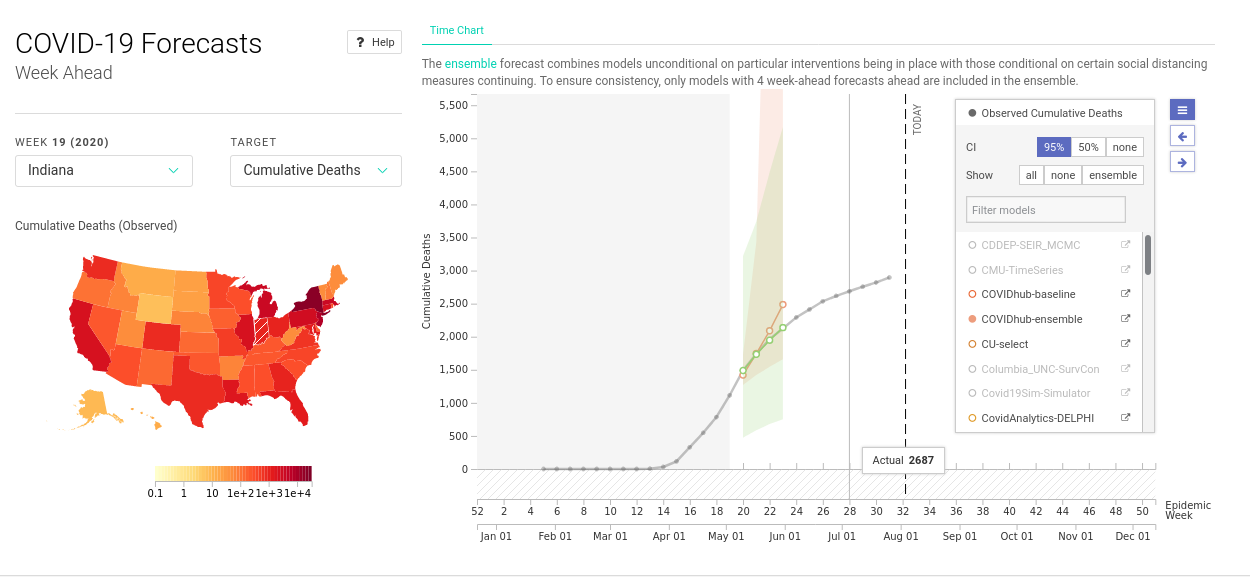 COVID-19 Forecasts
Week Ahead
? Help
WEEK 19 (2020)
TARGET
Indiana
Cumulative Deaths
Cumulative Deaths (Observed)
0.1 1 10 1e+2 1e+3 1e+4
Time Chart
The ensemble forecast combines models unconditional on particular interventions being in place with those conditional on certain social distancing
measures continuing. To ensure consistency, only models with 4 week-ahead forecasts ahead are included in the ensemble.
Cumulative Deaths
5,500
5,000
4,500
4,000
3,500
3,000
2,500
2,000
1,500
1,000
500
0
TODAY
Actual 2687
Observed Cumulative Deaths
CI 95% 50% none
Show all none ensemble
Filter models
CDDEP-SEIR_MCMC
CMU-TimeSeries
COVIDhub-baseline
COVIDhub-ensemble
CU-select
Columbia_UNC-SurvCon
Covid19Sim-Simulator
CovidAnalytics-DELPHI
52 2 4 6 8 10 12 14 16 18 20 22 24 26 28 30 32 34 36 38 40 42 44 46 48 50
Epidemic
Week
Jan 01 Feb 01 Mar 01 Apr 01 May 01 Jun 01 Jul 01 Aug 01 Sep 01 Oct 01 Nov 01 Dec 01